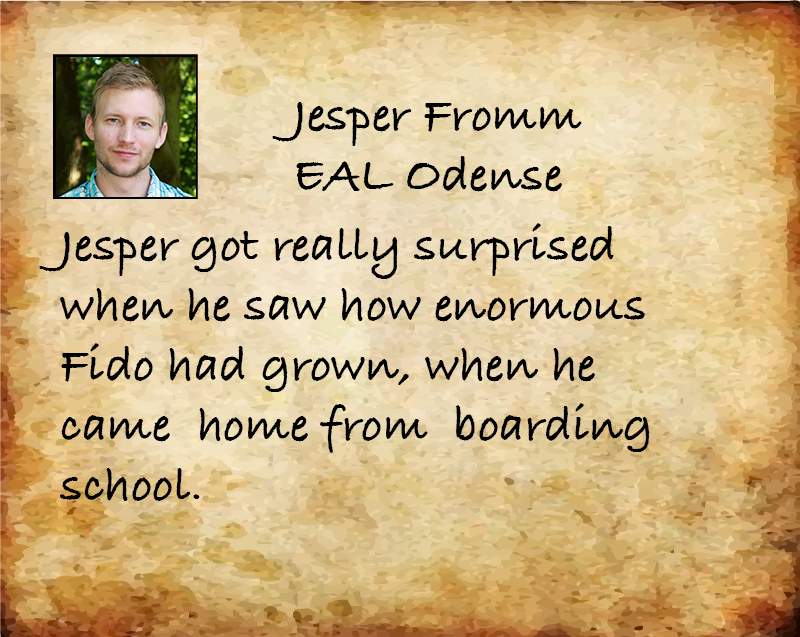 Jesper Fromm
EAL Odense
Jesper got really surprised
when he saw how enormous
Fido had grown, when he
came home from boarding
school.